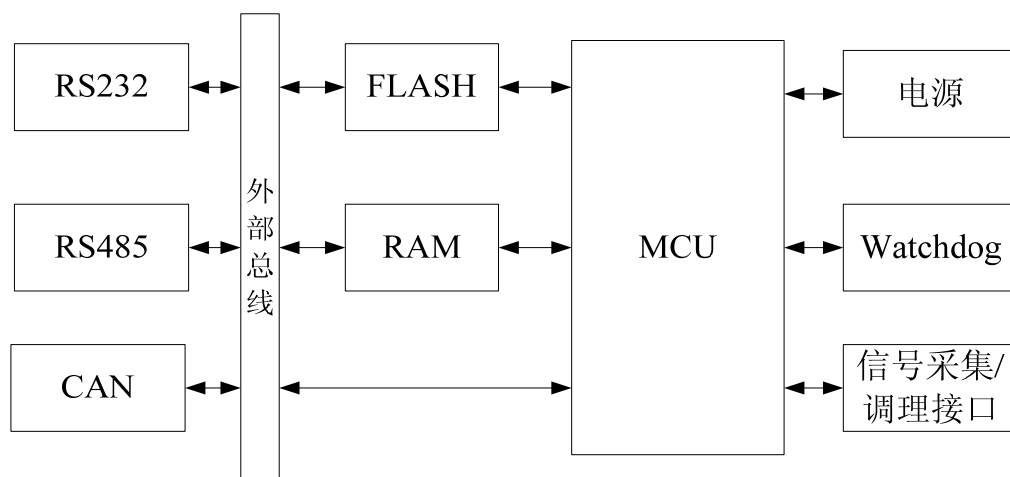 RS232
FLASH
电源
RS485
外
部
总
线
RAM
MCU
Watchdog
CAN
信号采集/
调理接口